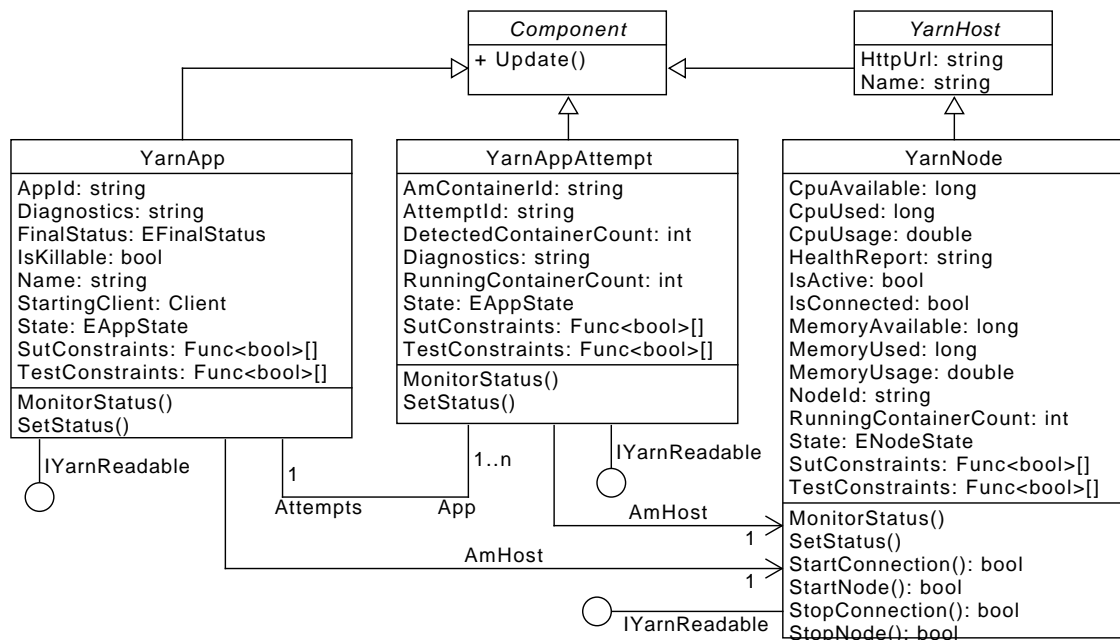 Component
+ Update()
YarnHost
HttpUrl: string
Name: string
YarnApp
AppId: string
Diagnostics: string
FinalStatus: EFinalStatus
IsKillable: bool
Name: string
StartingClient: Client
State: EAppState
SutConstraints: Func<bool>[]
TestConstraints: Func<bool>[]
MonitorStatus()
SetStatus()
YarnAppAttempt
AmContainerId: string
AttemptId: string
DetectedContainerCount: int
Diagnostics: string
RunningContainerCount: int
State: EAppState
SutConstraints: Func<bool>[]
TestConstraints: Func<bool>[]
MonitorStatus()
SetStatus()
YarnNode
CpuAvailable: long
CpuUsed: long
CpuUsage: double
HealthReport: string
IsActive: bool
IsConnected: bool
MemoryAvailable: long
MemoryUsed: long
MemoryUsage: double
NodeId: string
RunningContainerCount: int
State: ENodeState
SutConstraints: Func<bool>[]
TestConstraints: Func<bool>[]
MonitorStatus()
SetStatus()
StartConnection(): bool
StartNode(): bool
StopConnection(): bool
StopNode(): bool
IYarnReadable
1
Attempts
1..n
App
IYarnReadable
AmHost
1
AmHost
1
IYarnReadable